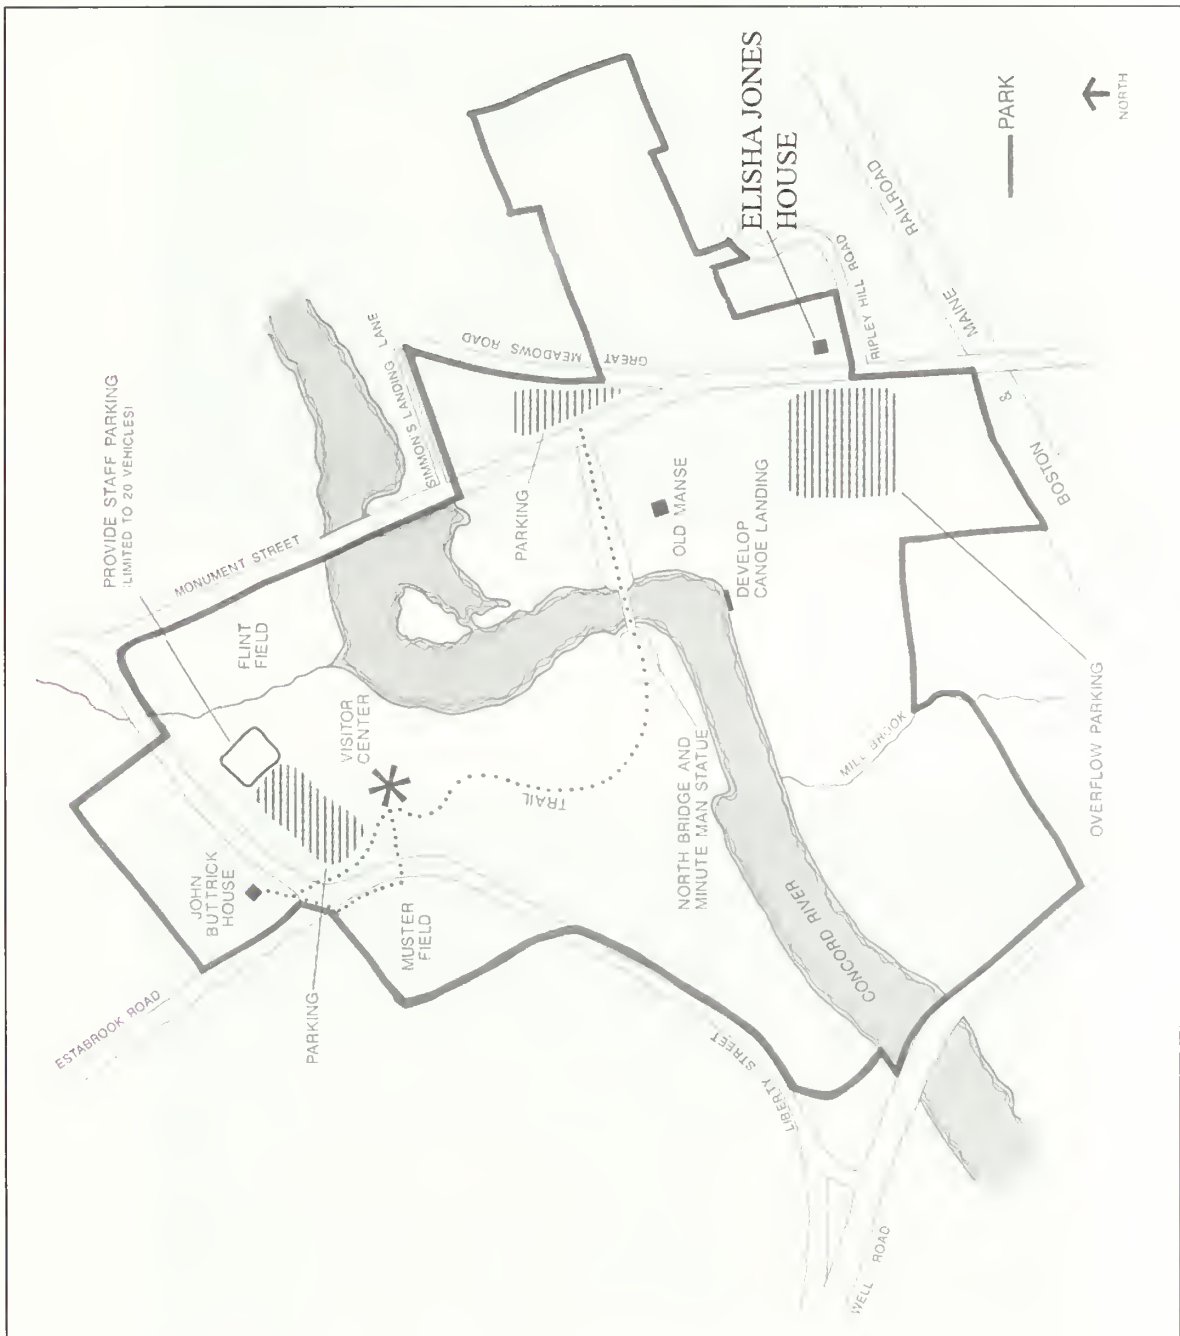 PROVIDE STAFF PARKING
(LIMITED TO 20 VEHICLES)
MONUMENT STREET
FLINT
FIELD
VISITOR
CENTER
JOHN
BUTTRICK
HOUSE
ESTABROOK ROAD
PARKING
MUSTER
FIELD
TRAIL
SIMMON'S LANDING LANE
GREAT
MEADOWS ROAD
PARKING
OLD MANSE
DEVELOP
CANOE LANDING
NORTH BRIDGE AND
MINUTE MAN STATUE
CONCORD RIVER
MILL BROOK
LIBERTY STREET
WELL ROAD
OVERFLOW PARKING
ELISHA JONES
HOUSE
RIPLEY HILL ROAD
BOSTON
&
MAINE
RAILROAD
PARK
NORTH